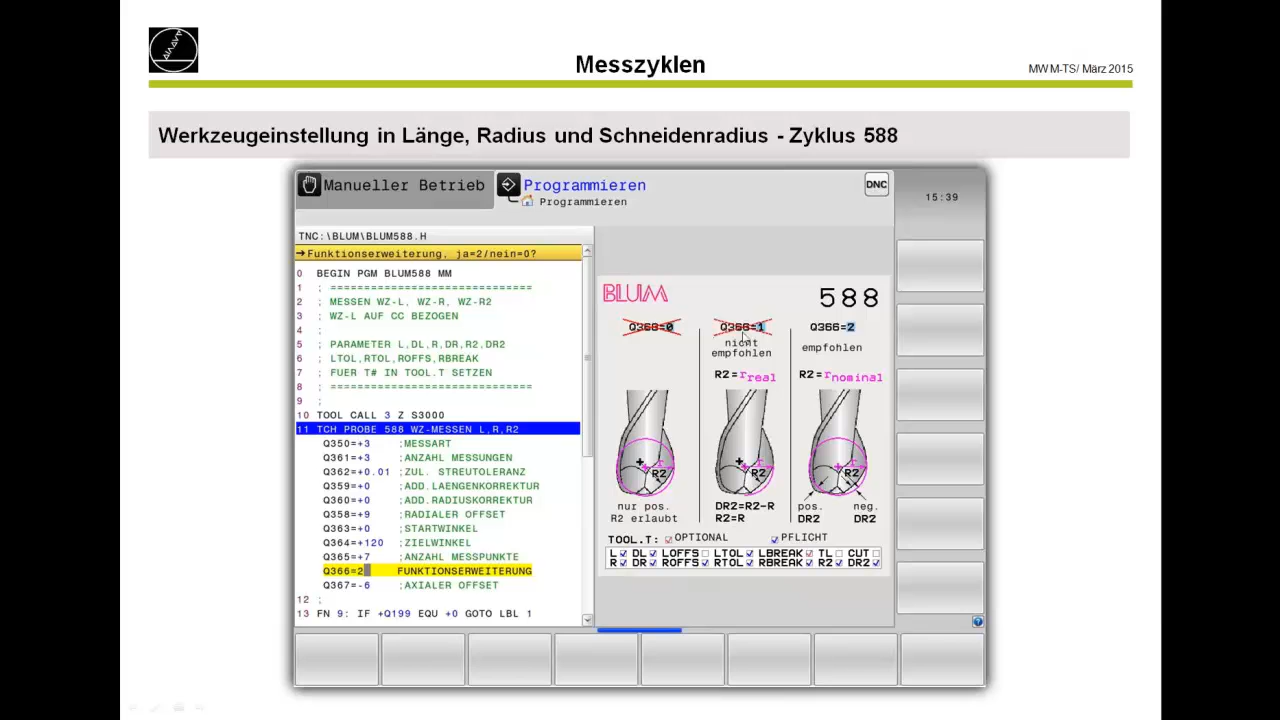 Messzyklen
MWM-TS/ März 2015
Werkzeugeinstellung in Länge, Radius und Schneidenradius - Zyklus 588
Manueller Betrieb
Programmieren
Programmieren
DNC
15:39
TNC:\BLUM\BLUM588.H
➔Funktionserweiterung, ja=2/nein=0?
0 BEGIN PGM BLUM588 MM
1 ; ==============================
2 ; MESSEN WZ-L, WZ-R, WZ-R2
3 ; WZ-L AUF CC BEZOGEN
4 ;
5 ; PARAMETER L,DL,R,DR,R2,DR2
6 ; LTOL,RTOL,ROFFS,RBREAK
7 ; FUER T# IN TOOL.T SETZEN
8 ; ==============================
9 ;
10 TOOL CALL 3 Z S3000
11 TCH PROBE 588 WZ-MESSEN L,R,R2
Q350=+3 ;MESSART
Q361=+3 ;ANZAHL MESSUNGEN
Q362=+0.01 ;ZUL. STREUTOLERANZ
Q359=+0 ;ADD.LAENGENKORREKTUR
Q360=+0 ;ADD.RADIUSKORREKTUR
Q358=+9 ;RADIALER OFFSET
Q363=+0 ;STARTWINKEL
Q364=+120 ;ZIELWINKEL
Q365=+7 ;ANZAHL MESSPUNKTE
Q366=2 FUNKTIONSERWEITERUNG
Q367=-6 ;AXIALER OFFSET
12 ;
13 FN 9: IF +Q199 EQU +0 GOTO LBL 1
BLUM
588
Q366=0
Q366=1
Q366=2
nicht
empfohlen
empfohlen
R2=rreal
R2=rnominal
r
R2
r
R2
r
R2
nur pos.
R2 erlaubt
DR2=R2-R
R2=R
pos.
DR2
neg.
DR2
TOOL.T: OPTIONAL PFLICHT
L DL LOFFS LTOL LBREAK TL CUT
R DR ROFFS RTOL RBREAK R2 DR2